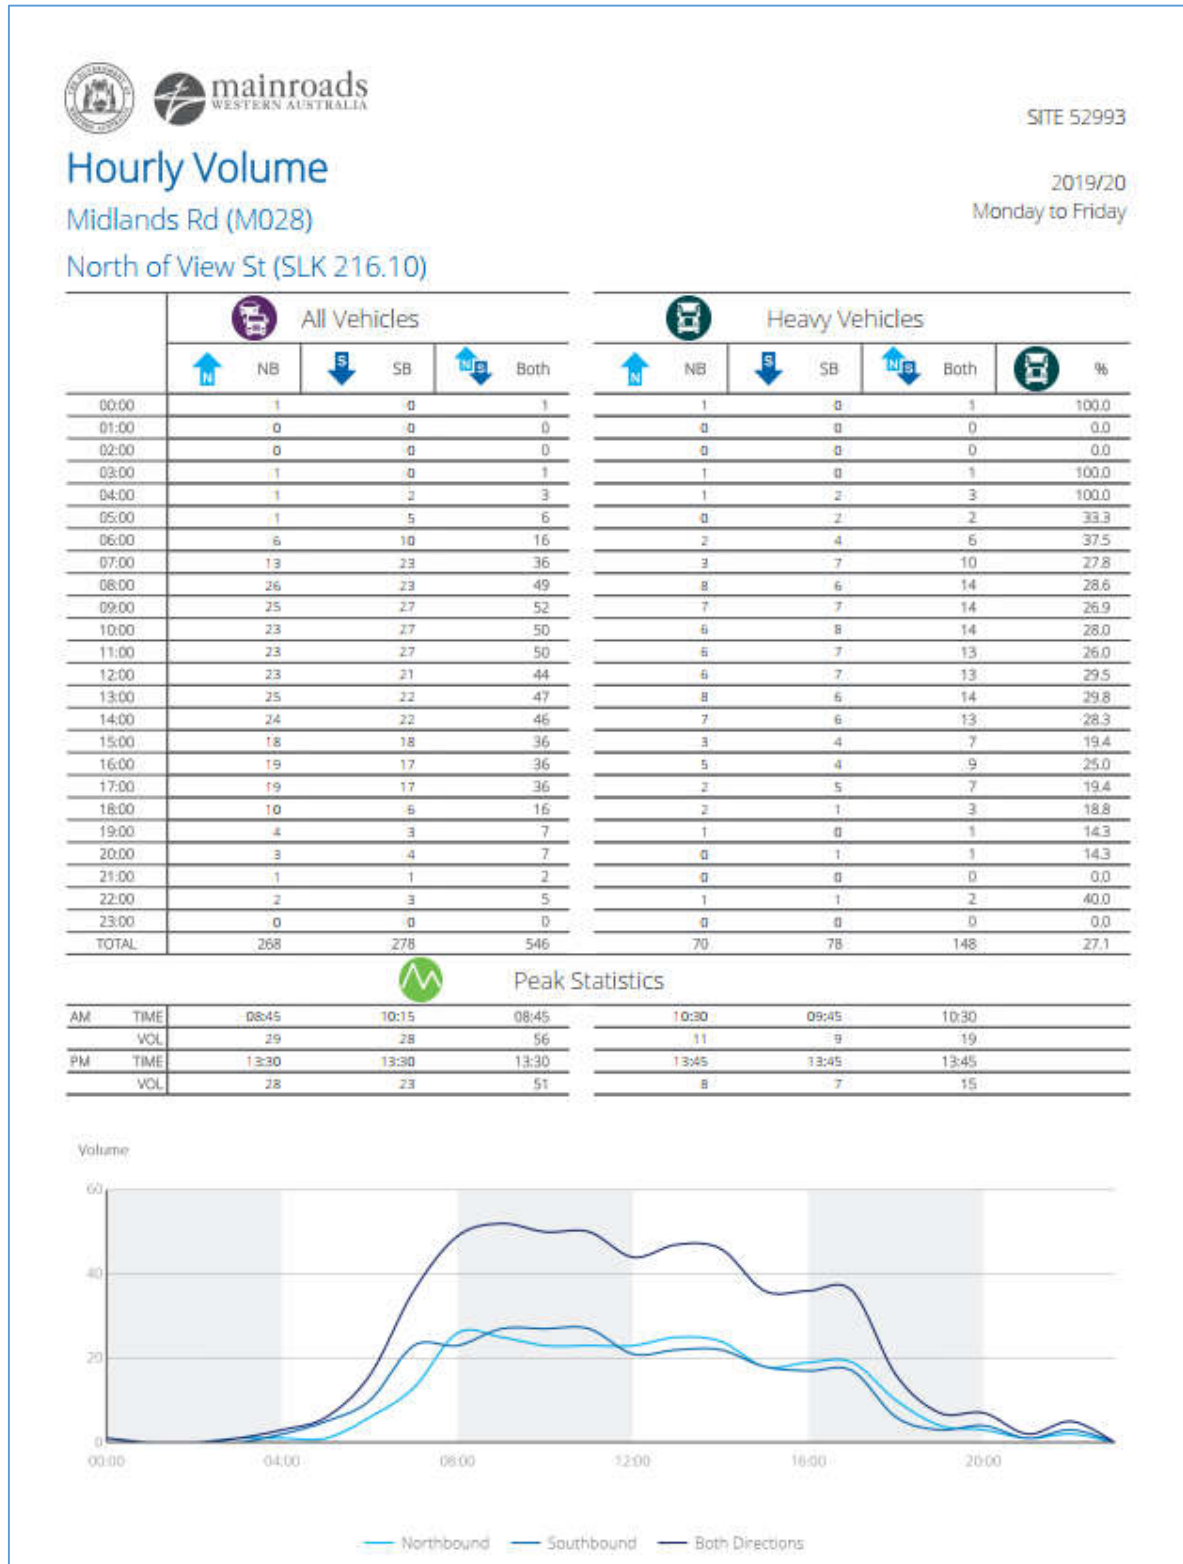 THE GOVERNMENT OF WESTERN AUSTRALIA
mainroads
WESTERN AUSTRALIA
SITE 52993
Hourly Volume
2019/20
Midlands Rd (M028)
Monday to Friday
North of View St (SLK 216.10)
All Vehicles Heavy Vehicles
N NB S SB N S Both N NB S SB N S Both %
00:00 1 0 1 1 0 1 100.0
01:00 0 0 0 0 0 0 0.0
02:00 0 0 0 0 0 0 0.0
03:00 1 0 1 1 0 1 100.0
04:00 1 2 3 1 2 3 100.0
05:00 1 5 6 0 2 2 33.3
06:00 6 10 16 2 4 6 37.5
07:00 13 23 36 3 7 10 27.8
08:00 26 23 49 8 6 14 28.6
09:00 25 27 52 7 7 14 26.9
10:00 23 27 50 6 8 14 28.0
11:00 23 27 50 6 7 13 26.0
12:00 23 21 44 6 7 13 29.5
13:00 25 22 47 8 6 14 29.8
14:00 24 22 46 7 6 13 28.3
15:00 18 18 36 3 4 7 19.4
16:00 19 17 36 5 4 9 25.0
17:00 19 17 36 2 5 7 19.4
18:00 10 6 16 2 1 3 18.8
19:00 4 3 7 1 0 1 14.3
20:00 3 4 7 0 1 1 14.3
21:00 1 1 2 0 0 0 0.0
22:00 2 3 5 1 1 2 40.0
23:00 0 0 0 0 0 0 0.0
TOTAL 268 278 546 70 78 148 27.1
Peak Statistics
AM TIME 08:45 10:15 08:45 10:30 09:45 10:30
VOL 29 28 56 11 9 19
PM TIME 13:30 13:30 13:30 13:45 13:45 13:45
VOL 28 23 51 8 7 15
Volume
60
40
20
0
00:00 04:00 08:00 12:00 16:00 20:00
Northbound Southbound Both Directions